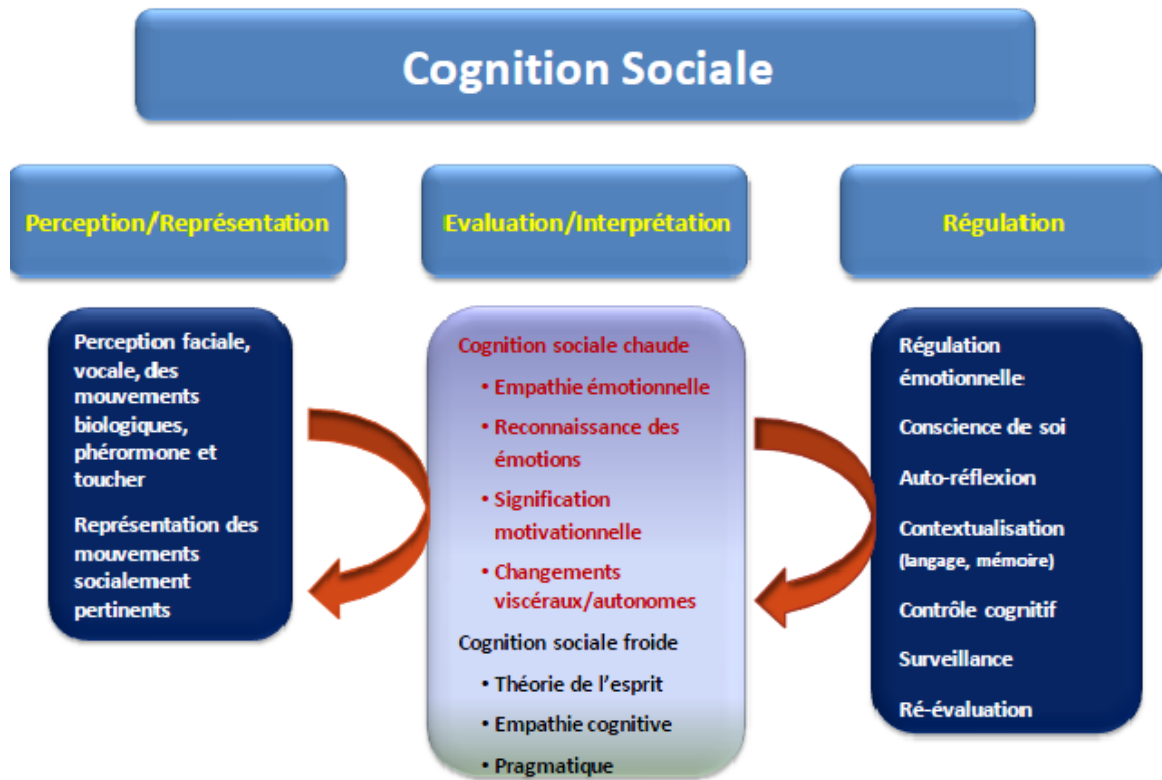 Cognition Sociale
Perception/Représentation
Evaluation/Interprétation
Régulation
Perception faciale,
vocale, des
mouvements
biologiques,
phérormone et
toucher
Représentation des
mouvements
socialement
pertinents
Cognition sociale chaude
• Empathie émotionnelle
• Reconnaissance des
émotions
• Signification
motivationnelle
• Changements
viscéraux/autonomes
Cognition sociale froide
• Théorie de l'esprit
• Empathie cognitive
• Pragmatique
Régulation
émotionnelle
Conscience de soi
Auto-réflexion
Contextualisation
(langage, mémoire)
Contrôle cognitif
Surveillance
Ré-évaluation